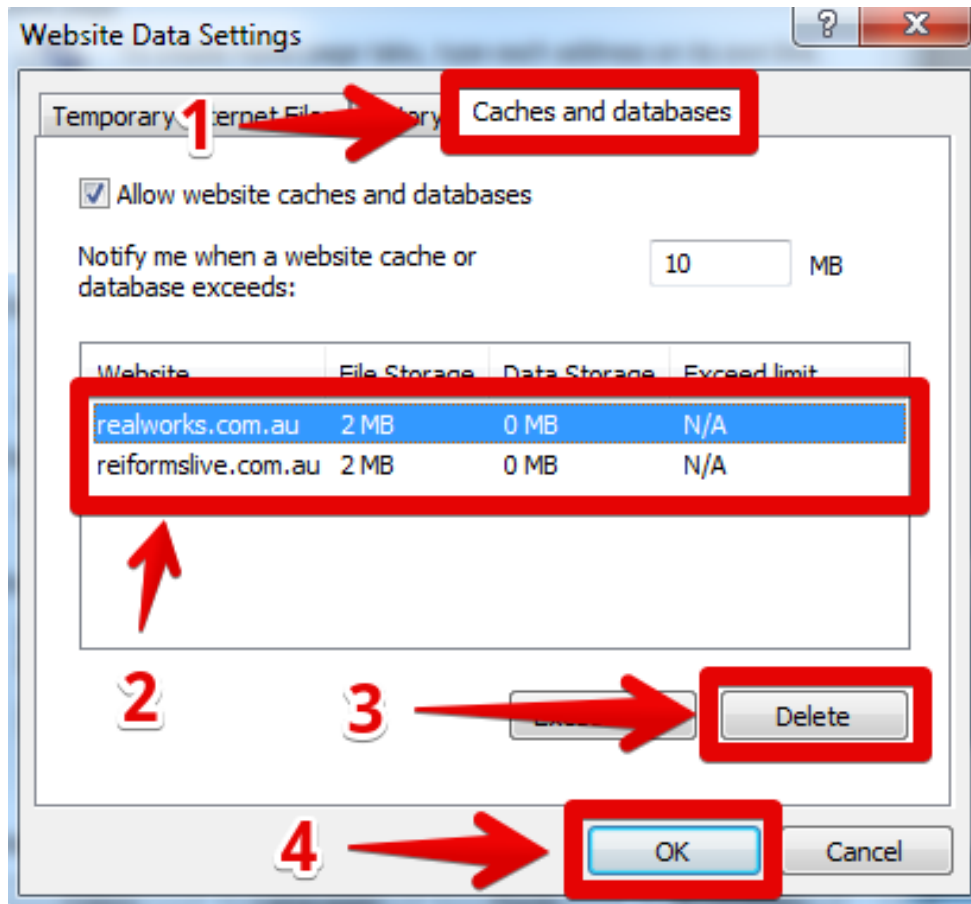 Website Data Settings
Temporary
1
Caches and databases
Allow website caches and databases
Notify me when a website cache or
database exceeds:
10 MB
Website File Storage Data Storage Exceed limit
realworks.com.au 2 MB 0 MB N/A
reiformslive.com.au 2 MB 0 MB N/A
2
3
Delete
4
OK Cancel